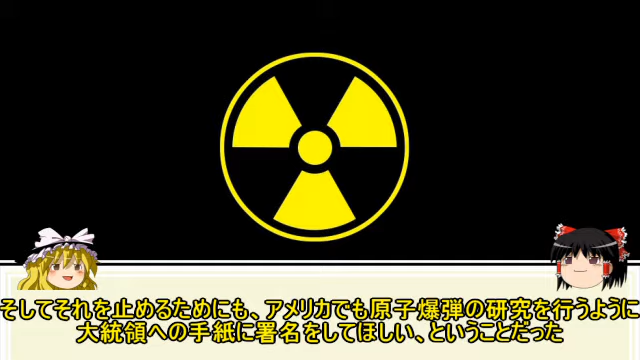 そしてそれを止めるためにも、アメリカでも原子爆弾の研究を行うように
大統領への手紙に署名をしてほしい、ということだった